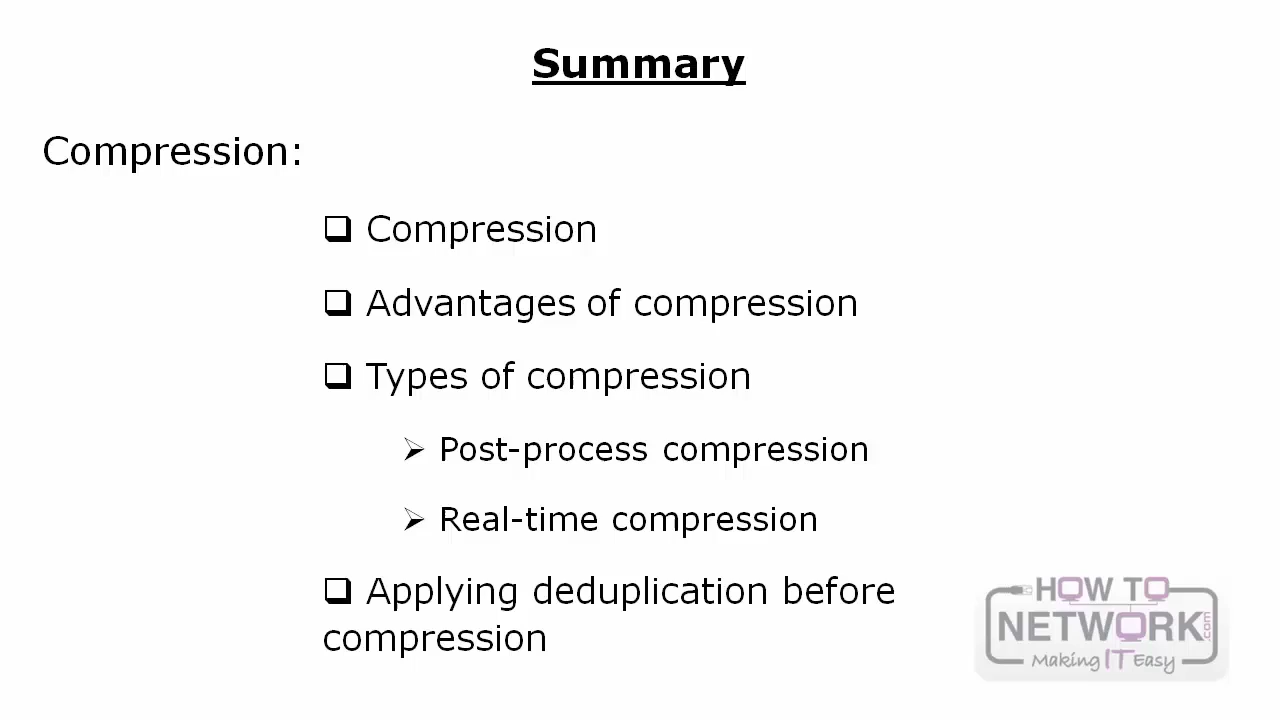 Summary
Compression:
❑ Compression
❑ Advantages of compression
❑ Types of compression
➢ Post-process compression
➢ Real-time compression
❑ Applying deduplication before
compression
HOW TO
NETWORK.com
Making IT Easy